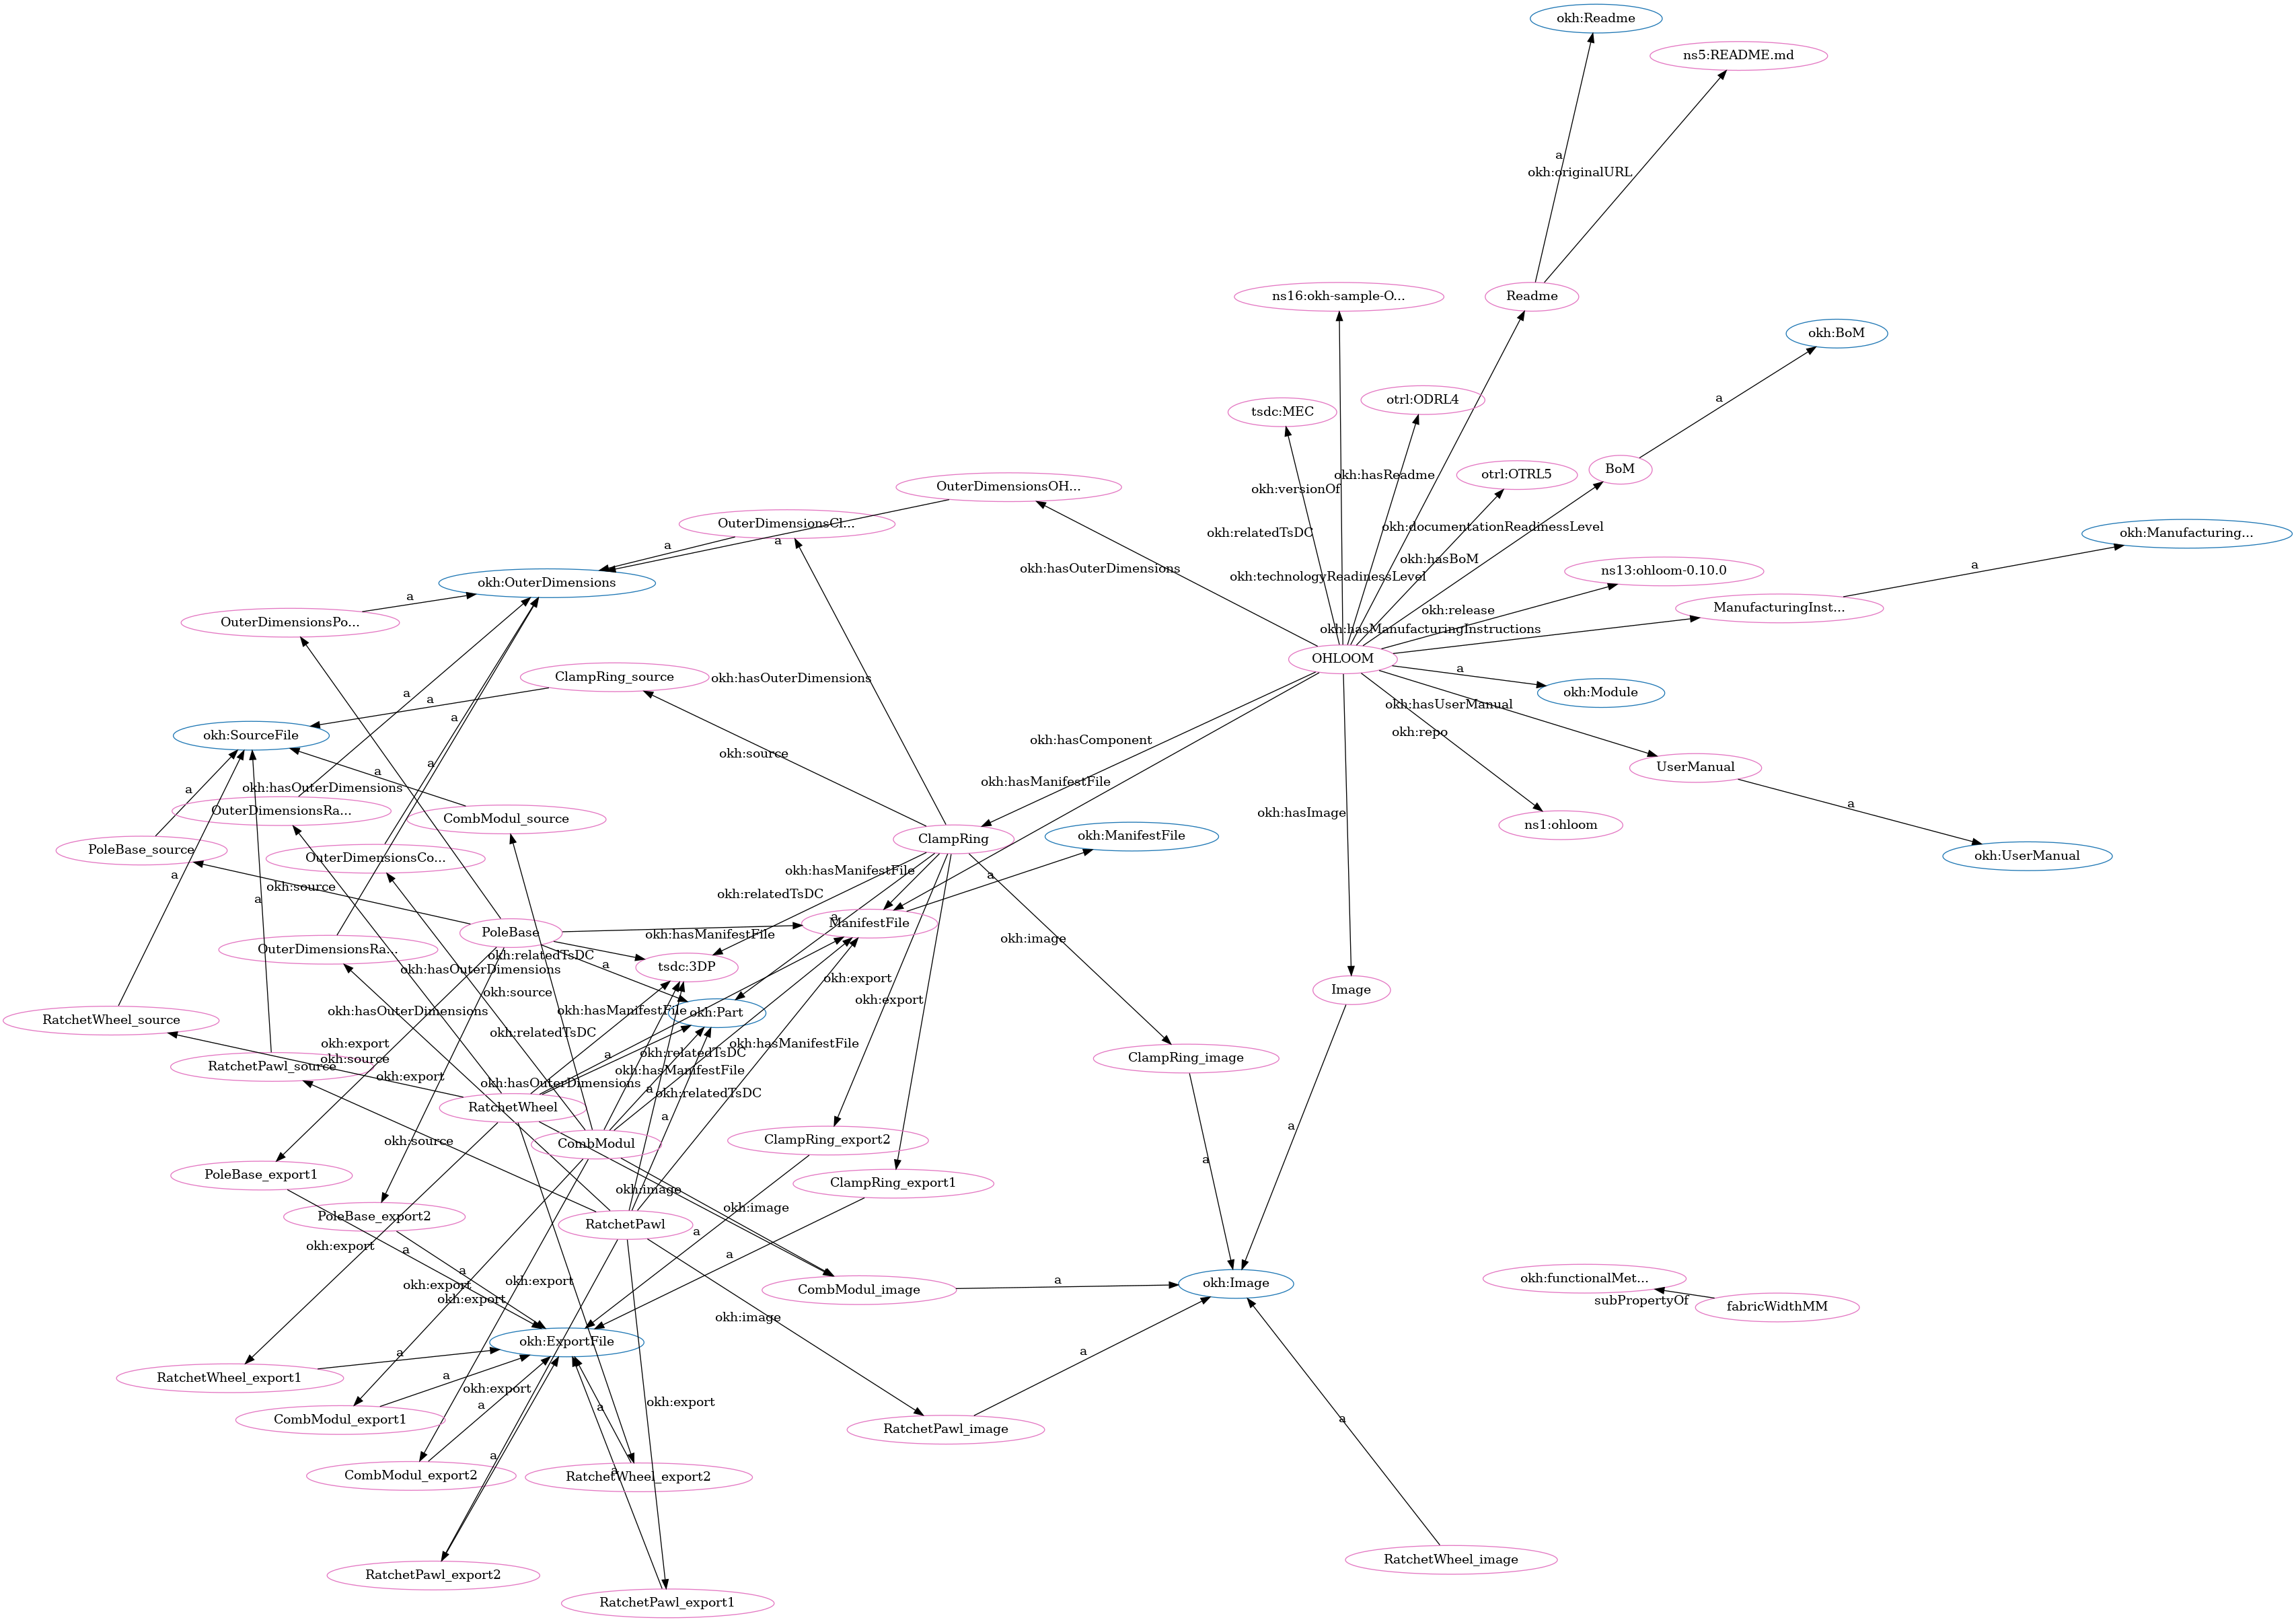 okh:Readme
ns5:README.md
a
okh:originalURL
ns16:okh-sample-O...
Readme
okh:BoM
tsdc:MEC
otrl:ODRL4
a
BoM
otrl:OTRL5
okh:hasReadme
OuterDimensionsOH...
okh:versionOf
OuterDimensionsCl...
okh:documentationReadinessLevel
okh:relatedTsDC
okh:Manufacturing...
a
a
okh:hasBoM
a
okh:hasOuterDimensions
ns13:ohloom-0.10.0
okh:technologyReadinessLevel
okh:OuterDimensions
a
okh:release
ManufacturingInst...
OuterDimensionsPo...
okh:hasManufacturingInstructions
OHLOOM
a
ClampRing_source
okh:hasOuterDimensions
a
okh:Module
a
okh:hasUserManual
a
okh:repo
okh:SourceFile
okh:hasComponent
okh:source
a
UserManual
a
okh:hasManifestFile
okh:hasOuterDimensions
a
a
OuterDimensionsRa...
okh:hasImage
CombModul_source
ns1:ohloom
ClampRing
okh:ManifestFile
PoleBase_source
OuterDimensionsCo...
okh:UserManual
okh:hasManifestFile
a
a
okh:source
okh:relatedTsDC
a
a
ManifestFile
PoleBase
okh:hasManifestFile
okh:image
OuterDimensionsRa...
okh:relatedTsDC
a
tsdc:3DP
okh:hasOuterDimensions
okh:export
Image
okh:source
okh:export
okh:hasOuterDimensions
okh:hasManifestFile
okh:Part
RatchetWheel_source
okh:relatedTsDC
okh:export
okh:hasManifestFile
okh:source
a
okh:relatedTsDC
ClampRing_image
RatchetPawl_source
okh:export
okh:hasManifestFile
okh:hasOuterDimensions
a
okh:relatedTsDC
RatchetWheel
a
a
okh:source
CombModul
ClampRing_export2
a
PoleBase_export1
ClampRing_export1
okh:image
okh:image
PoleBase_export2
RatchetPawl
a
okh:export
a
a
a
okh:export
okh:export
okh:export
CombModul_image
a
okh:Image
okh:functionalMet...
subPropertyOf
fabricWidthMM
okh:image
okh:ExportFile
a
a
RatchetWheel_export1
a
okh:export
okh:export
a
a
CombModul_export1
a
RatchetPawl_image
a
a
CombModul_export2
RatchetWheel_export2
RatchetWheel_image
RatchetPawl_export2
RatchetPawl_export1